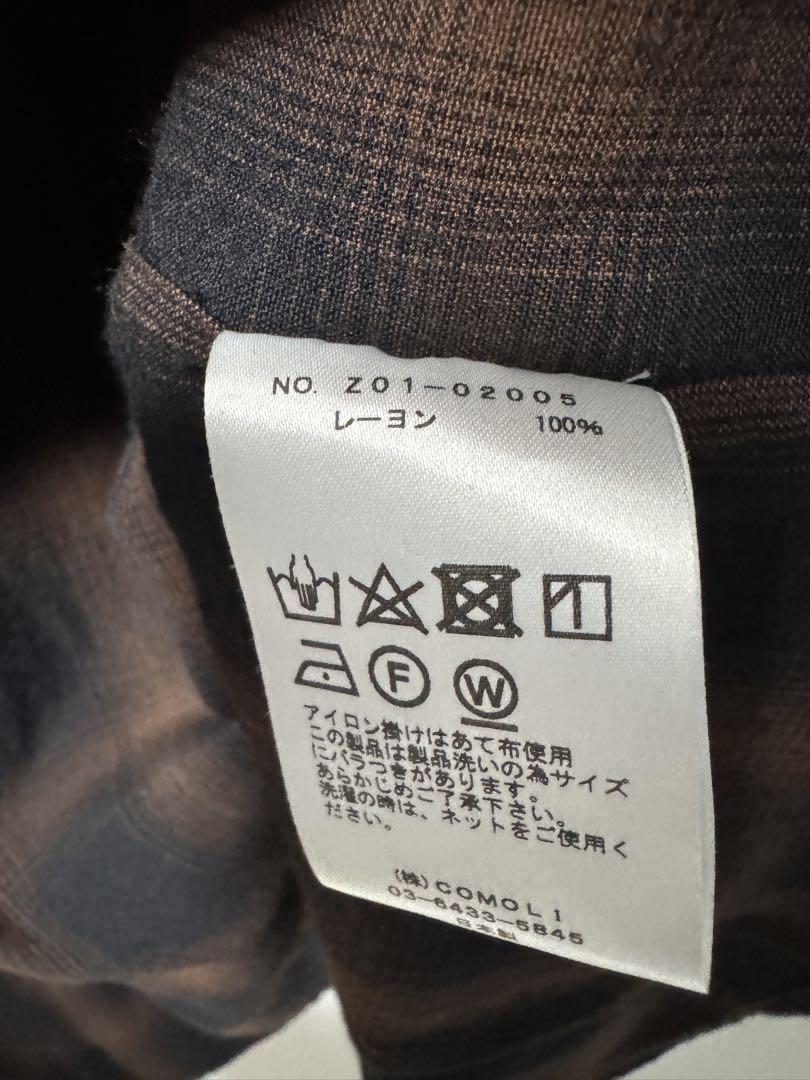 NO. Z01-02005
レーヨン 100%
F W
アイロン掛けはあて布使用
この製品は製品洗いの為サイズ
にバラつきがあります。
あらかじめご了承下さい。
洗濯の時は、ネットをご使用く
ださい。
(株)COMOLI
03-6433-5845
日本製